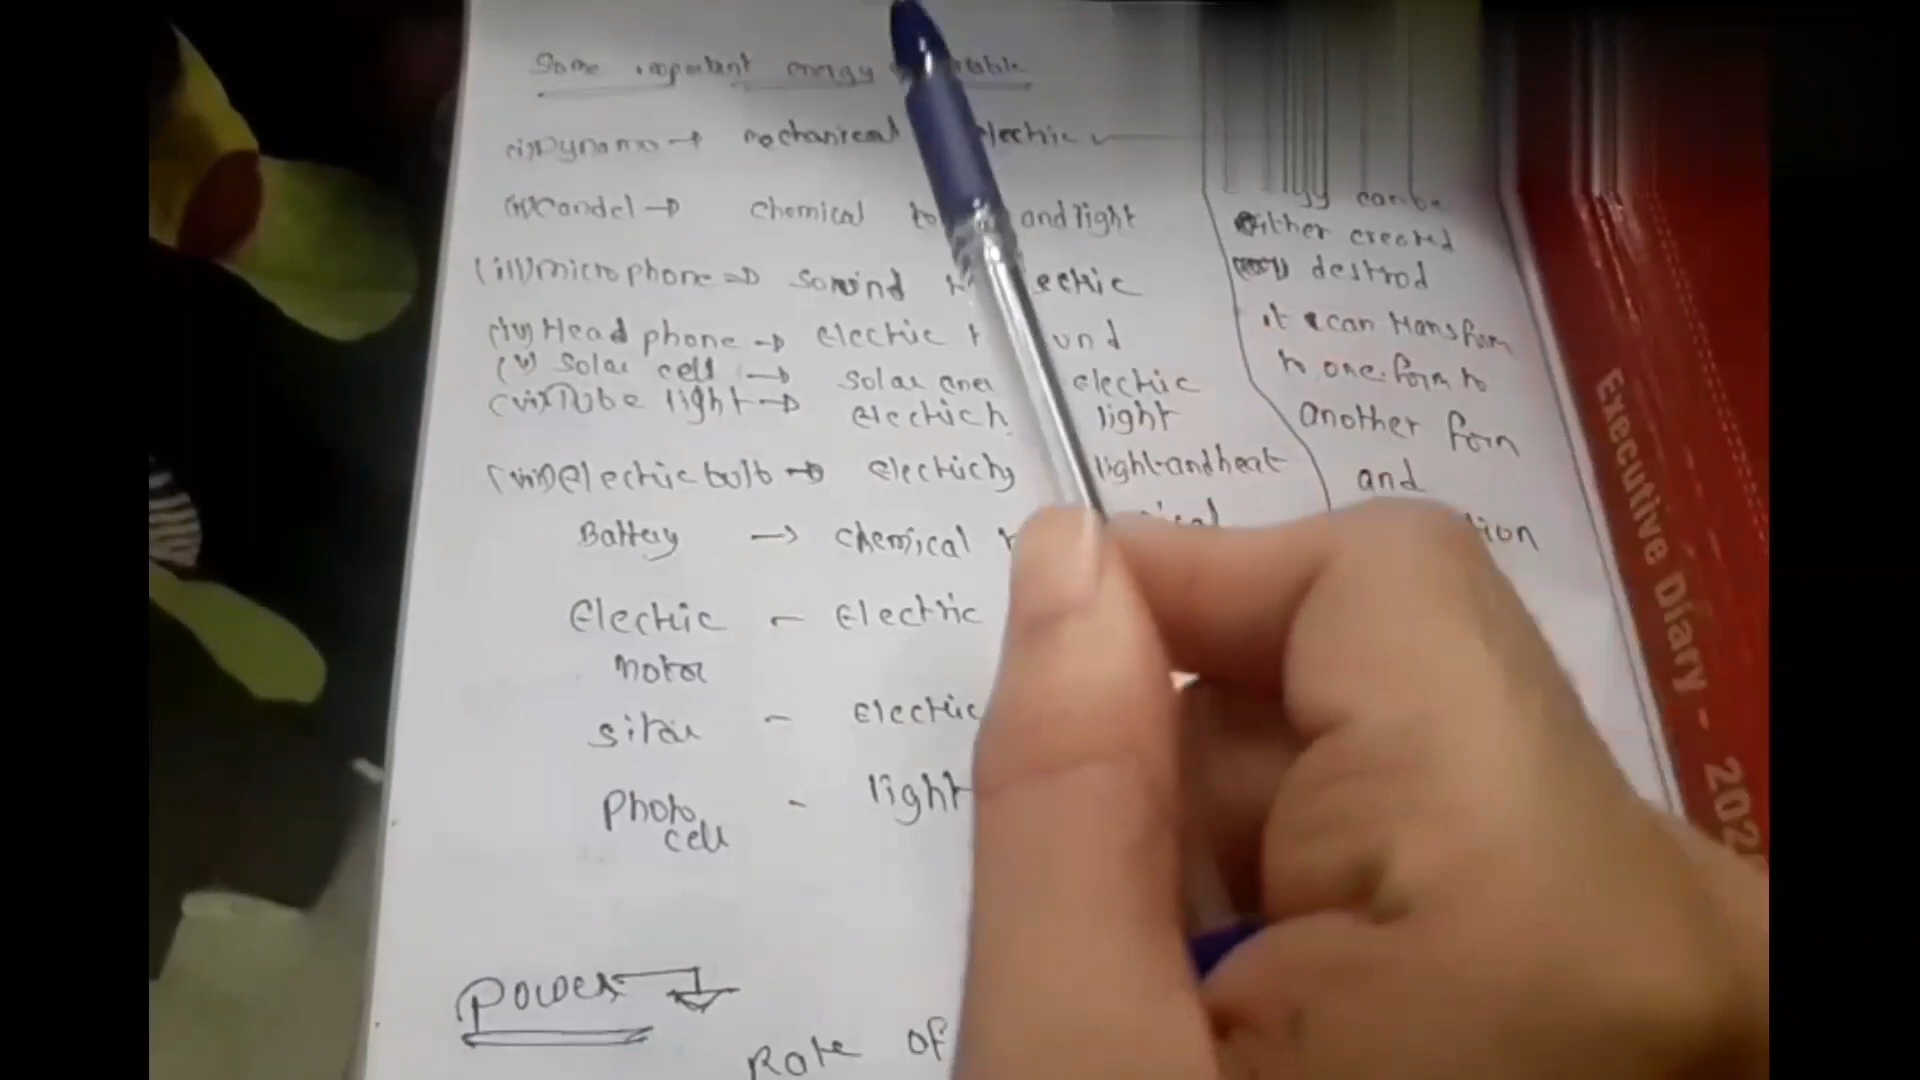 Some important energy
(i) Dynamo → mechanical electric
(ii) candel → chemical to and light
(iii) microphone → sound electric
(iv) Head phone → electric
(v) Solar cell → solar electric
(vi) Tube light → light
(vii) electric bulb → electricity light and heat
Battery → chemical
Electric - Electric
motor
sitar - electric
photo - light
cell
Power
Rate of
can be
either created
(or) destrod
it can transform
to one form to
another form
and
Executive Diary - 202